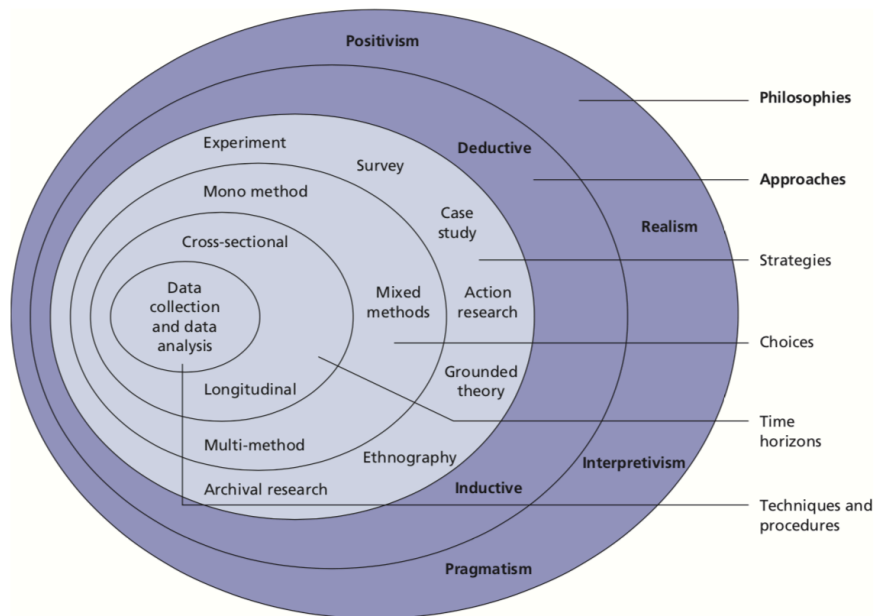 Positivism
Philosophies
Experiment
Deductive
Survey
Approaches
Mono method
Case
study
Realism
Cross-sectional
Strategies
Data
collection
and data
analysis
Mixed
methods
Action
research
Choices
Grounded
theory
Longitudinal
Time
horizons
Multi-method
Ethnography
Interpretivism
Archival research
Inductive
Techniques and
procedures
Pragmatism